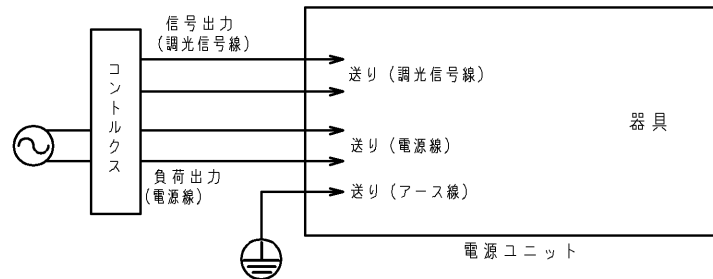 信号出力
(調光信号線)
コントルクス
送り(調光信号線)
器具
送り(電源線)
負荷出力
(電源線)
送り(アース線)
電源ユニット